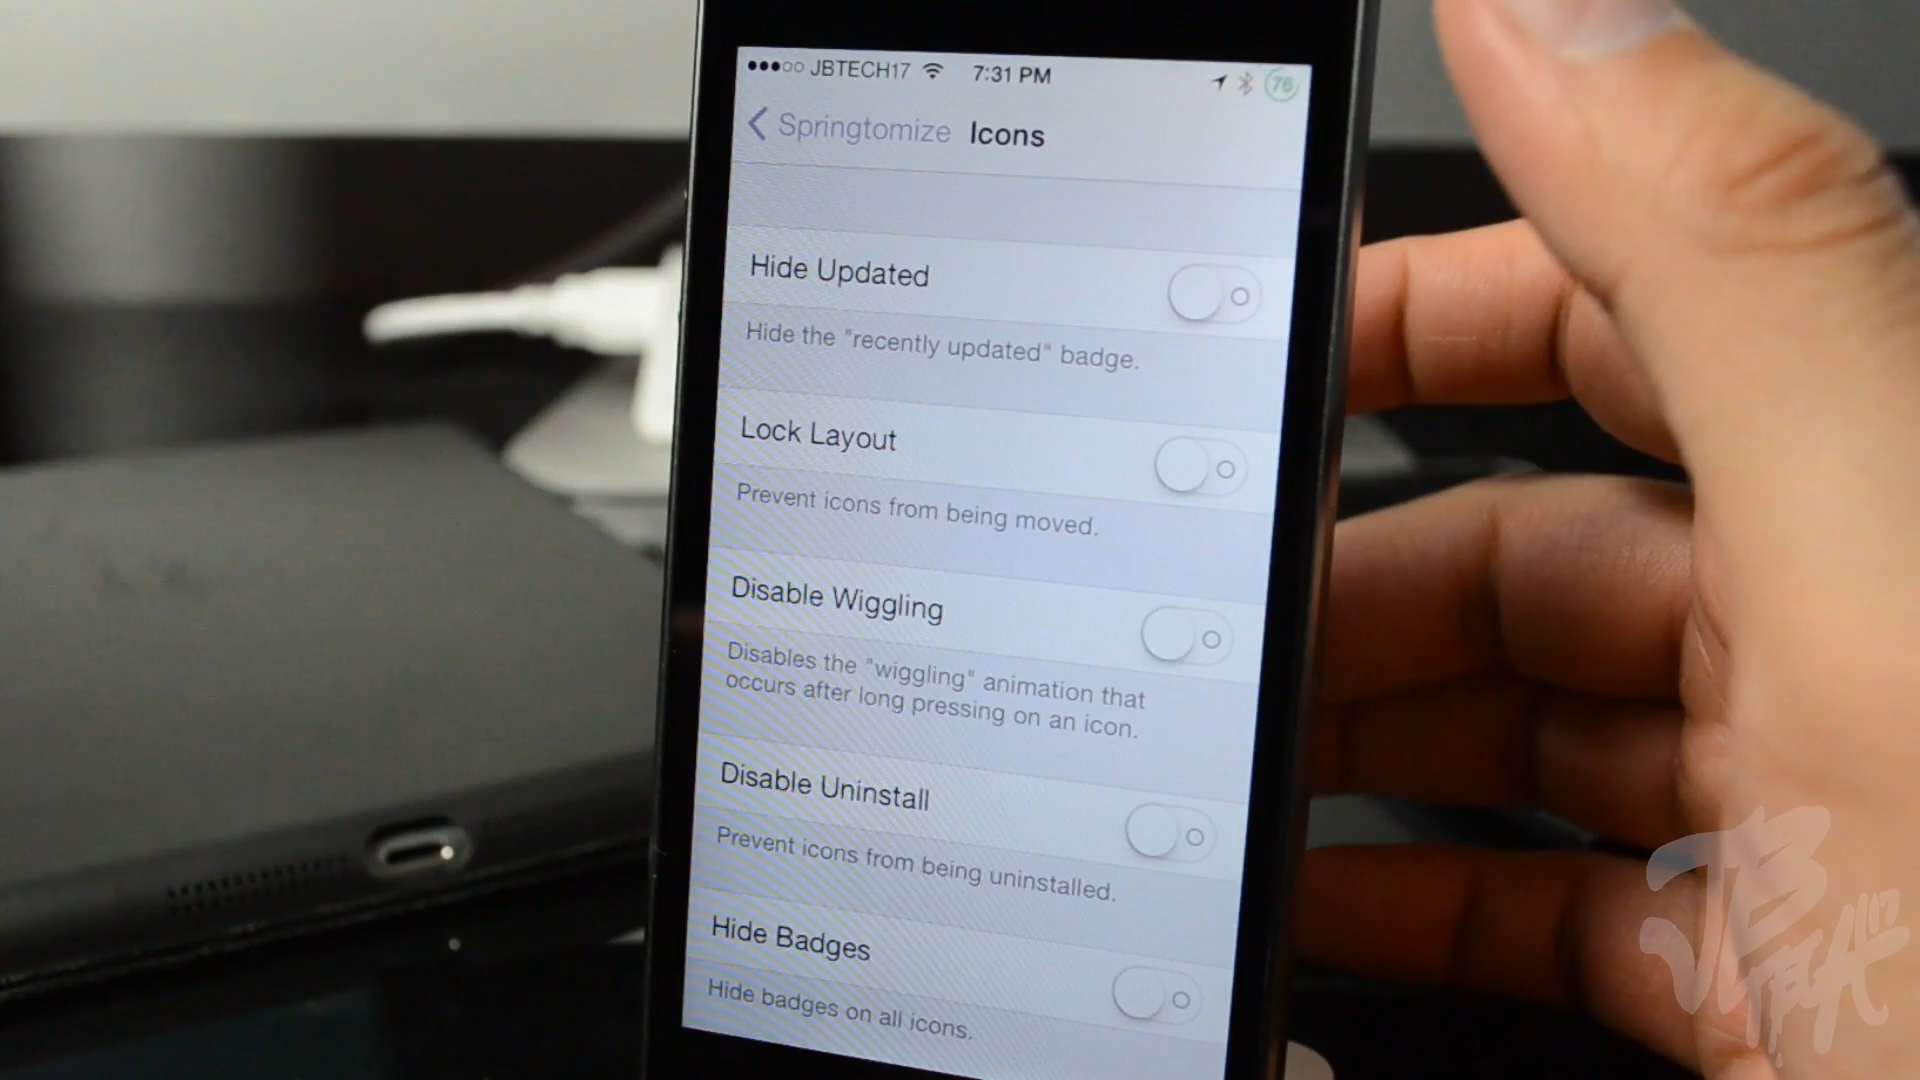 JBTECH17 7:31 PM 76
Springtomize Icons
Hide Updated
Hide the "recently updated" badge.
Lock Layout
Prevent icons from being moved.
Disable Wiggling
Disables the "wiggling" animation that
occurs after long pressing on an icon.
Disable Uninstall
Prevent icons from being uninstalled.
Hide Badges
Hide badges on all icons.